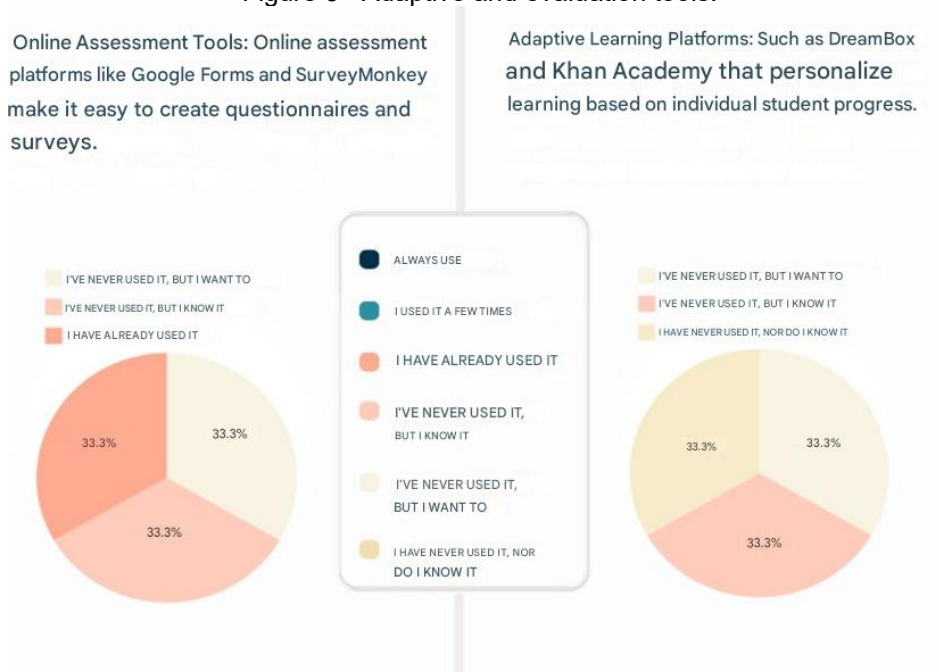 Online Assessment Tools: Online assessment
platforms like Google Forms and SurveyMonkey
make it easy to create questionnaires and
surveys.
Adaptive Learning Platforms: Such as DreamBox
and Khan Academy that personalize
learning based on individual student progress.
I'VE NEVER USED IT, BUT I WANT TO
I'VE NEVER USED IT, BUT I KNOW IT
I HAVE ALREADY USED IT
33.3%
33.3%
33.3%
ALWAYS USE
I USED IT A FEW TIMES
I HAVE ALREADY USED IT
I'VE NEVER USED IT,
BUT I KNOW IT
I'VE NEVER USED IT,
BUT I WANT TO
I HAVE NEVER USED IT, NOR
DO I KNOW IT
I'VE NEVER USED IT, BUT I WANT TO
I'VE NEVER USED IT, BUT I KNOW IT
I HAVE NEVER USED IT, NOR DO I KNOW IT
33.3%
33.3%
33.3%